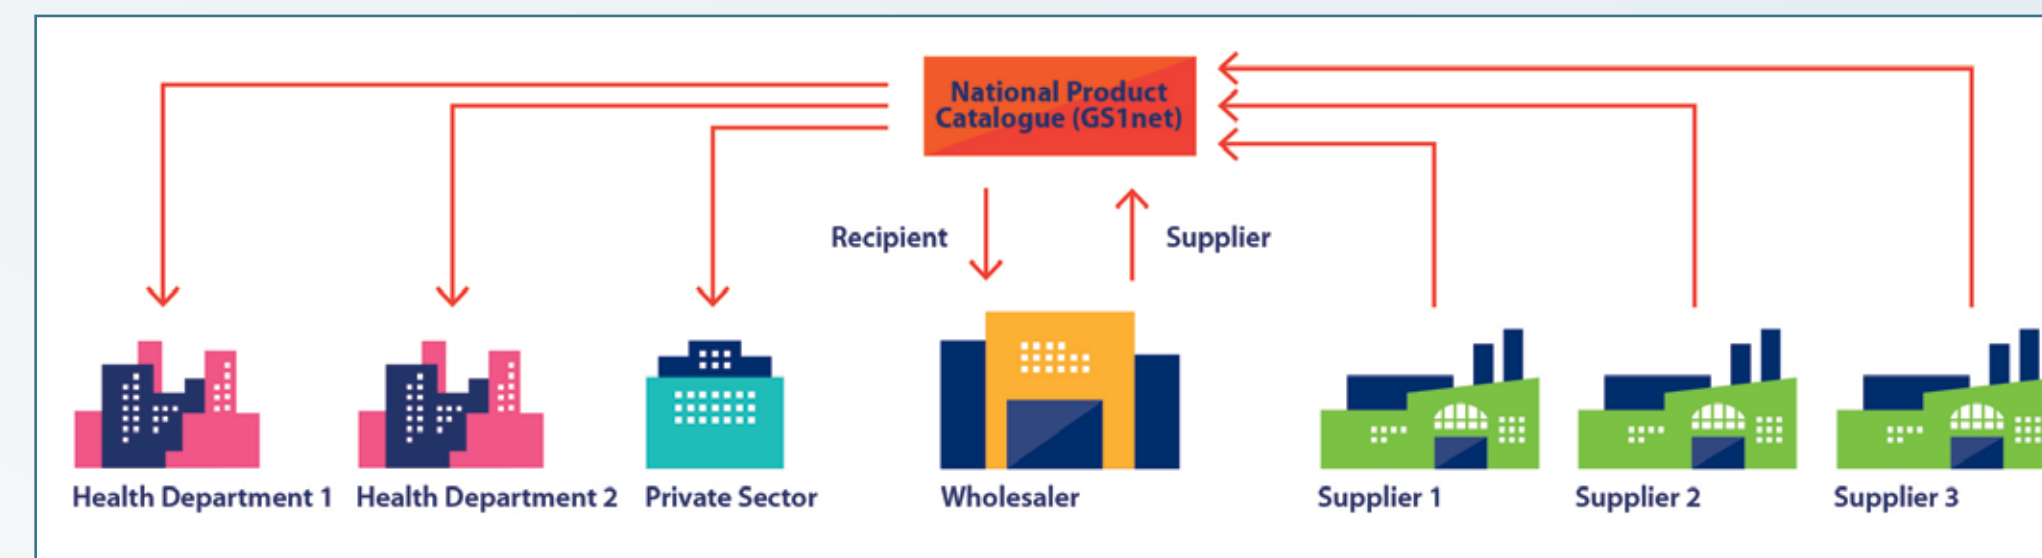 National Product
Catalogue (GS1net)
Recipient
Supplier
Health Department 1
Health Department 2
Private Sector
Wholesaler
Supplier 1
Supplier 2
Supplier 3